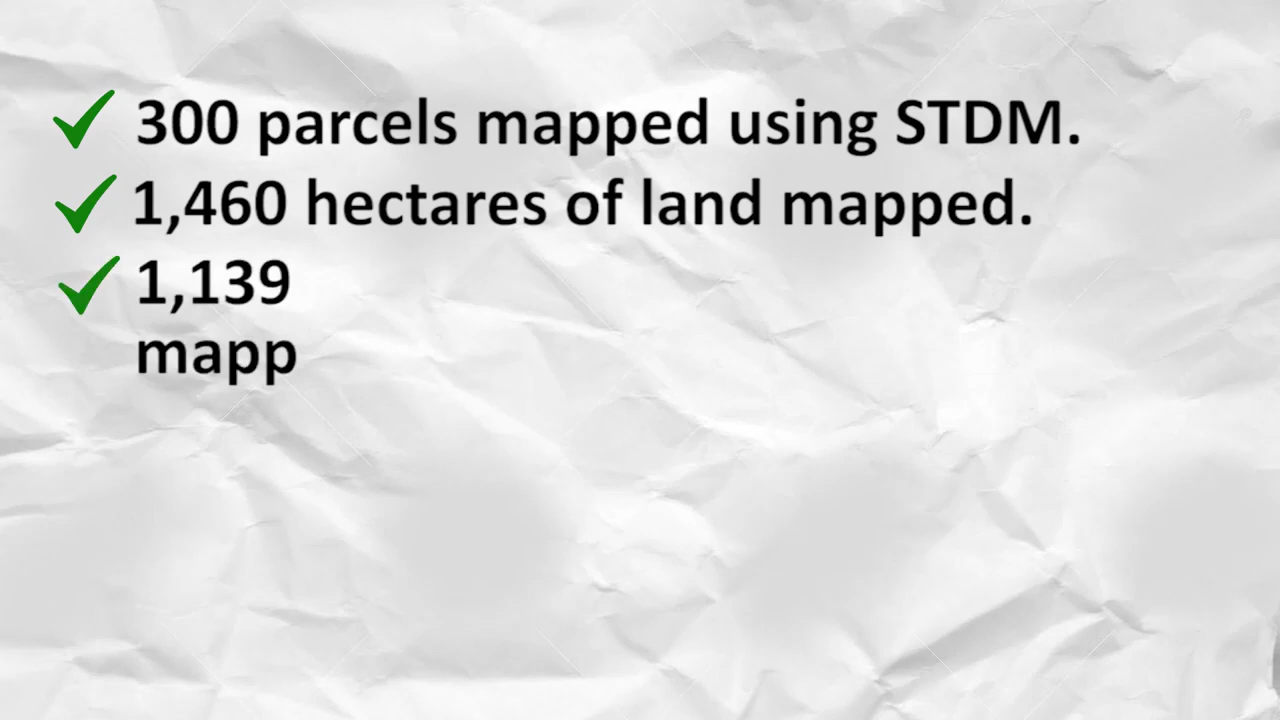 300 parcels mapped using STDM.
1,460 hectares of land mapped.
1,139
mapp